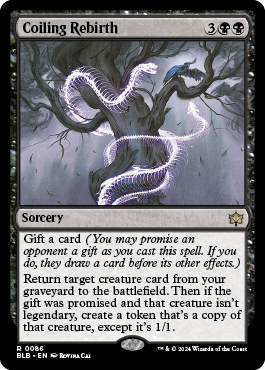 Coiling Rebirth 3
Sorcery
Gift a card (You may promise an
opponent a gift as you cast this spell. If you
do, they draw a card before its other effects.)
Return target creature card from your
graveyard to the battlefield. Then if the
gift was promised and that creature isn't
legendary, create a token that's a copy of
that creature, except it's 1/1.
R 0086
BLB • EN ROVINA CAI
™ & © 2024 Wizards of the Coast